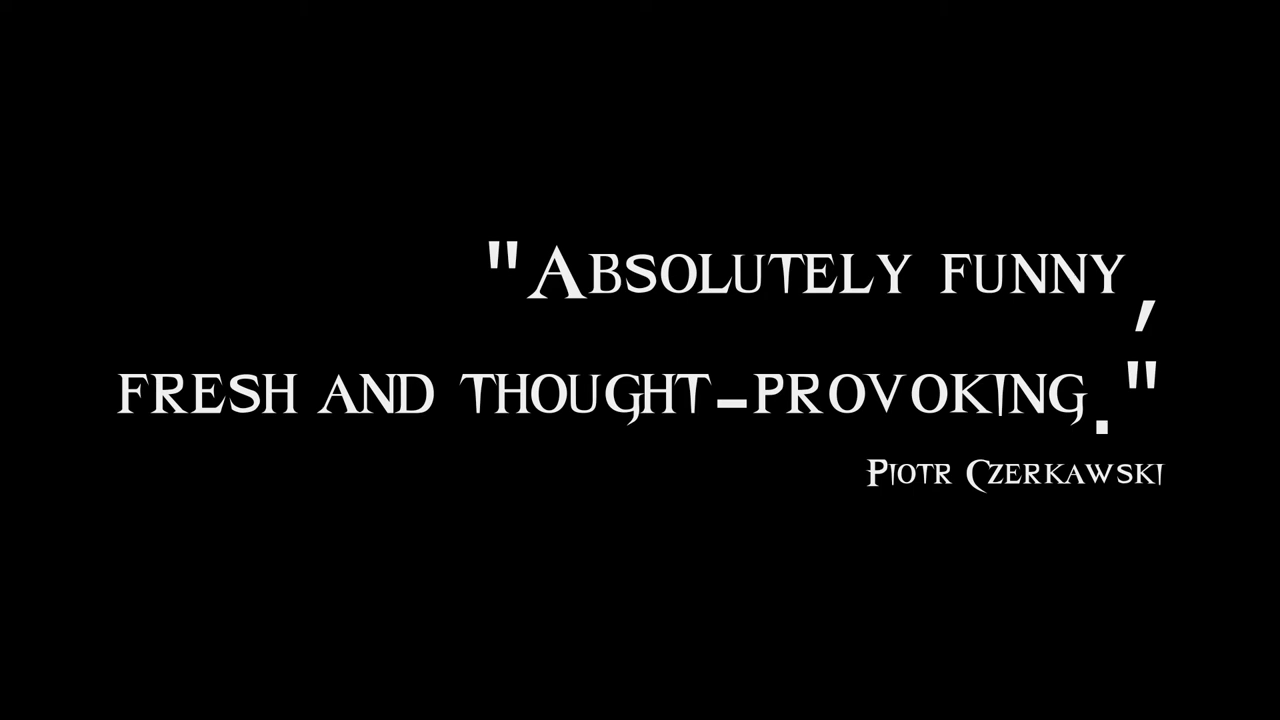 "Absolutely funny,
fresh and thought-provoking."
Piotr Czerkawski